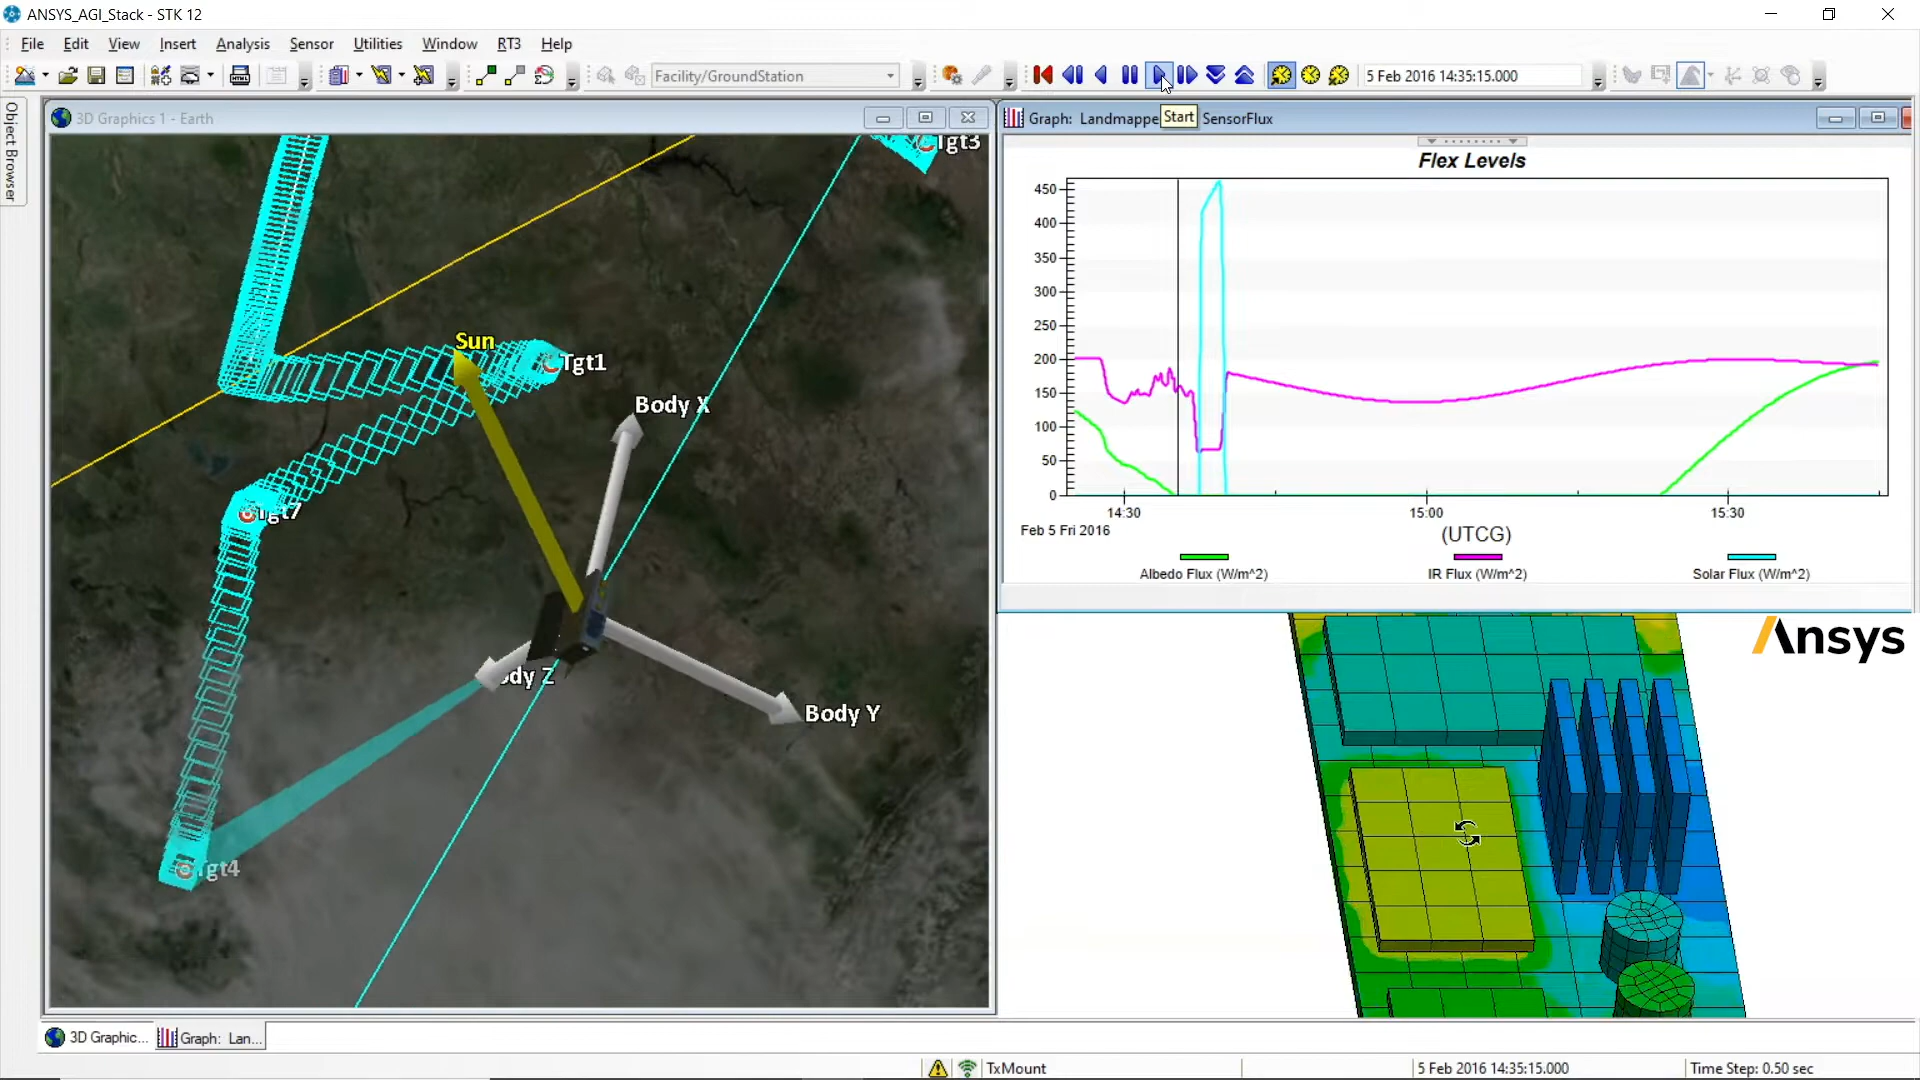 ANSYS_AGI_Stack - STK 12
File Edit View Insert Analysis Sensor Utilities Window RT3 Help
HTML Facility/GroundStation 5 Feb 2016 14:35:15.000
Object Browser
3D Graphics 1 - Earth
Tgt3
Sun
Tgt1
Body X
Tgt7
Body Y
Tgt4
Graph: Landmappe
Start
SensorFlux
Flex Levels
450
400
350
300
250
200
150
100
50
0
14:30 15:00 15:30
Feb 5 Fri 2016
(UTCG)
Albedo Flux (W/m^2) IR Flux (W/m^2) Solar Flux (W/m^2)
Ansys
3D Graphic... Graph: Lan...
TxMount 5 Feb 2016 14:35:15.000 Time Step: 0.50 sec